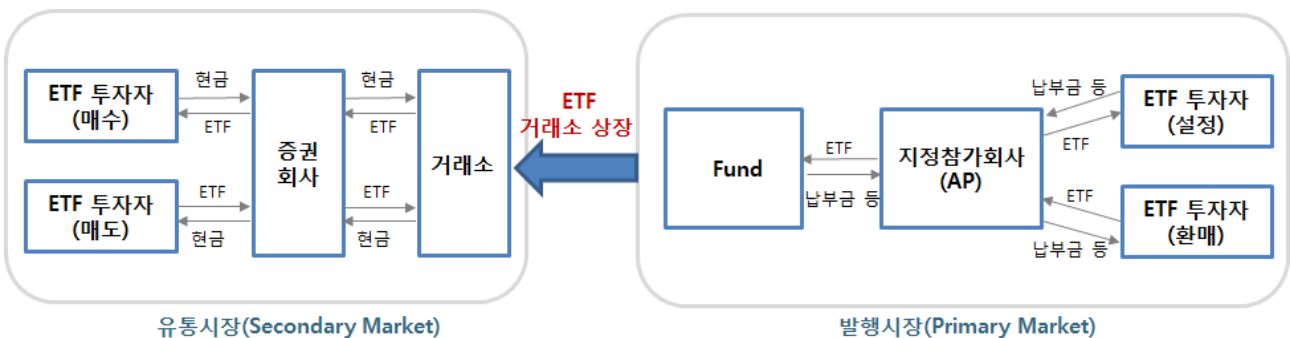 ETF 투자자
(매수)
현금
ETF
ETF 투자자
(매도)
ETF
현금
증권
회사
현금
ETF
ETF
현금
거래소
유통시장(Secondary Market)
ETF
거래소 상장
Fund
ETF
납부금 등
지정참가회사
(AP)
납부금 등
ETF
ETF 투자자
(설정)
ETF
납부금 등
ETF 투자자
(환매)
발행시장(Primary Market)